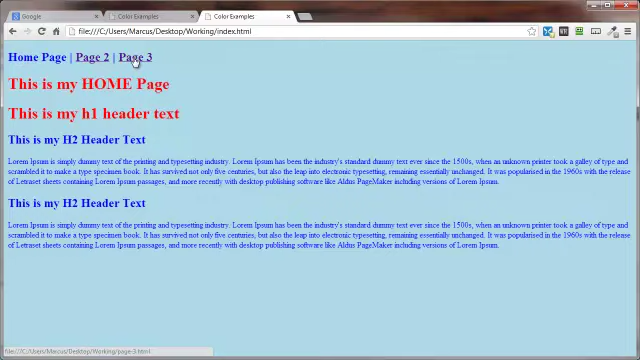 Google
Color Examples
Color Examples
file:///C:/Users/Marcus/Desktop/Working/index.html
Home Page | Page 2 | Page 3
This is my HOME Page
This is my h1 header text
This is my H2 Header Text
Lorem Ipsum is simply dummy text of the printing and typesetting industry. Lorem Ipsum has been the industry's standard dummy text ever since the 1500s, when an unknown printer took a galley of type and
scrambled it to make a type specimen book. It has survived not only five centuries, but also the leap into electronic typesetting, remaining essentially unchanged. It was popularised in the 1960s with the release of
Letraset sheets containing Lorem Ipsum passages, and more recently with desktop publishing software like Aldus PageMaker including versions of Lorem Ipsum.
This is my H2 Header Text
Lorem Ipsum is simply dummy text of the printing and typesetting industry. Lorem Ipsum has been the industry's standard dummy text ever since the 1500s, when an unknown printer took a galley of type and
scrambled it to make a type specimen book. It has survived not only five centuries, but also the leap into electronic typesetting, remaining essentially unchanged. It was popularised in the 1960s with the release of
Letraset sheets containing Lorem Ipsum passages, and more recently with desktop publishing software like Aldus PageMaker including versions of Lorem Ipsum.
file:///C:/Users/Marcus/Desktop/Working/page-3.html